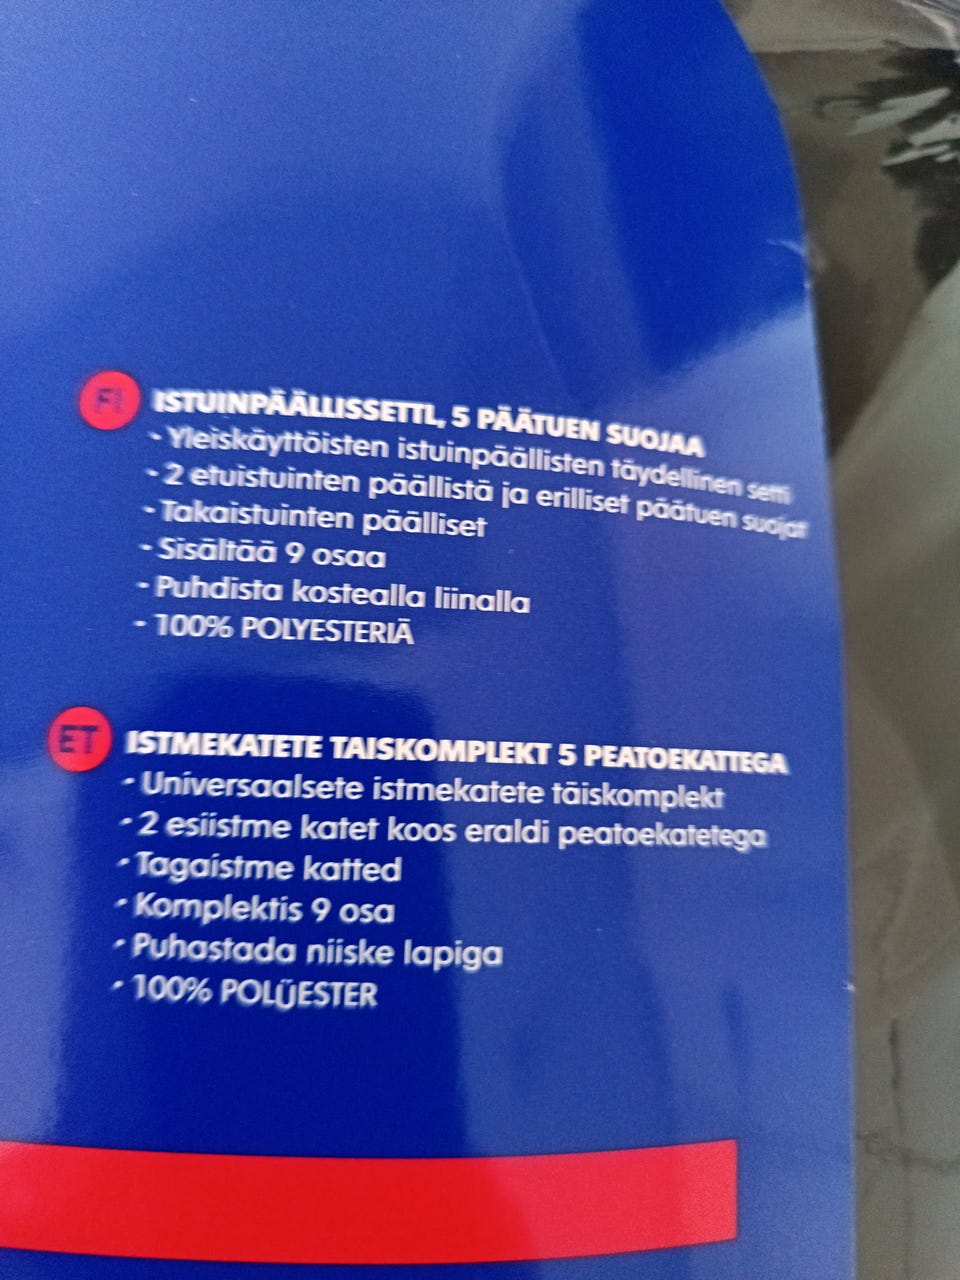 FI ISTUINPÄÄLLISSETTI, 5 PÄÄTUEN SUOJAA
- Yleiskäyttöisten istuinpäällisten täydellinen setti
- 2 etuistuinten päällistä ja erilliset päätuen suojat
- Takaistuinten päälliset
- Sisältää 9 osaa
- Puhdista kostealla liinalla
- 100% POLYESTERIÄ
ET ISTMEKATETE TÄISKOMPLEKT 5 PEATOEKATTEGA
- Universaalsete istmekatete täiskomplekt
- 2 esiistme katet koos eraldi peatoekatetega
- Tagaistme katted
- Komplektis 9 osa
- Puhastada niiske lapiga
- 100% POLÜESTER